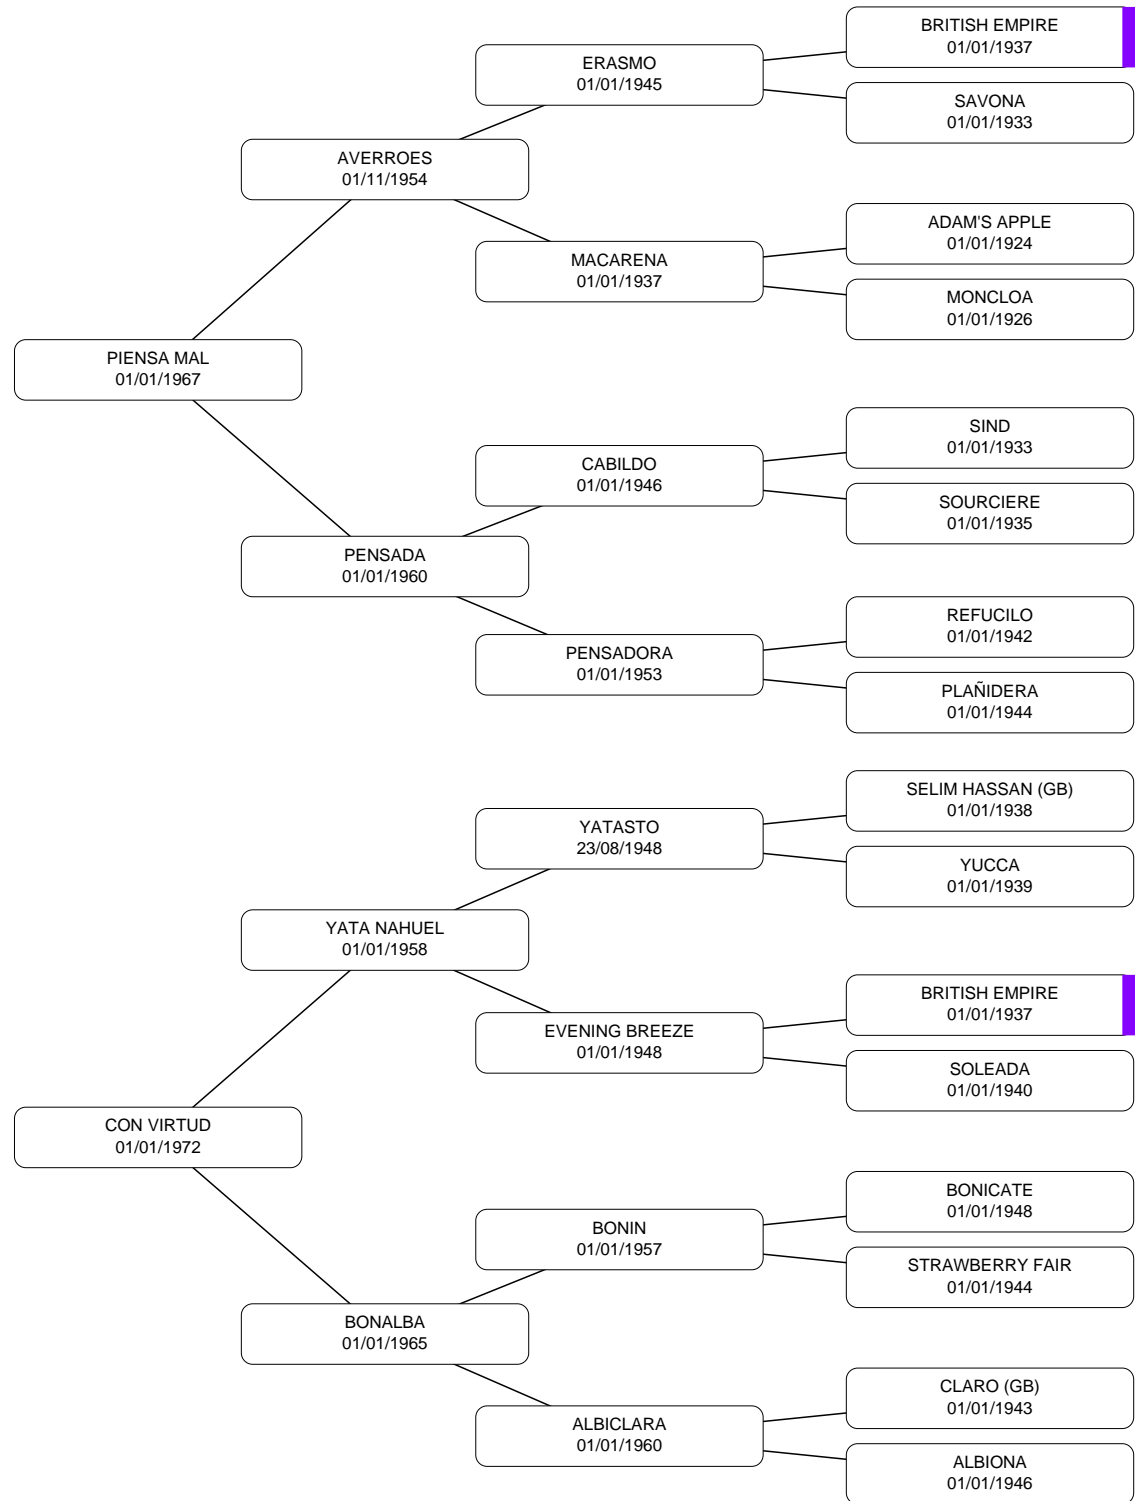 BRITISH EMPIRE
01/01/1937
ERASMO
01/01/1945
SAVONA
01/01/1933
AVERROES
01/11/1954
ADAM'S APPLE
01/01/1924
MACARENA
01/01/1937
MONCLOA
01/01/1926
PIENSA MAL
01/01/1967
SIND
01/01/1933
CABILDO
01/01/1946
SOURCIERE
01/01/1935
PENSADA
01/01/1960
REFUCILO
01/01/1942
PENSADORA
01/01/1953
PLAÑIDERA
01/01/1944
SELIM HASSAN (GB)
01/01/1938
YATASTO
23/08/1948
YUCCA
01/01/1939
YATA NAHUEL
01/01/1958
BRITISH EMPIRE
01/01/1937
EVENING BREEZE
01/01/1948
SOLEADA
01/01/1940
CON VIRTUD
01/01/1972
BONICATE
01/01/1948
BONIN
01/01/1957
STRAWBERRY FAIR
01/01/1944
BONALBA
01/01/1965
CLARO (GB)
01/01/1943
ALBICLARA
01/01/1960
ALBIONA
01/01/1946